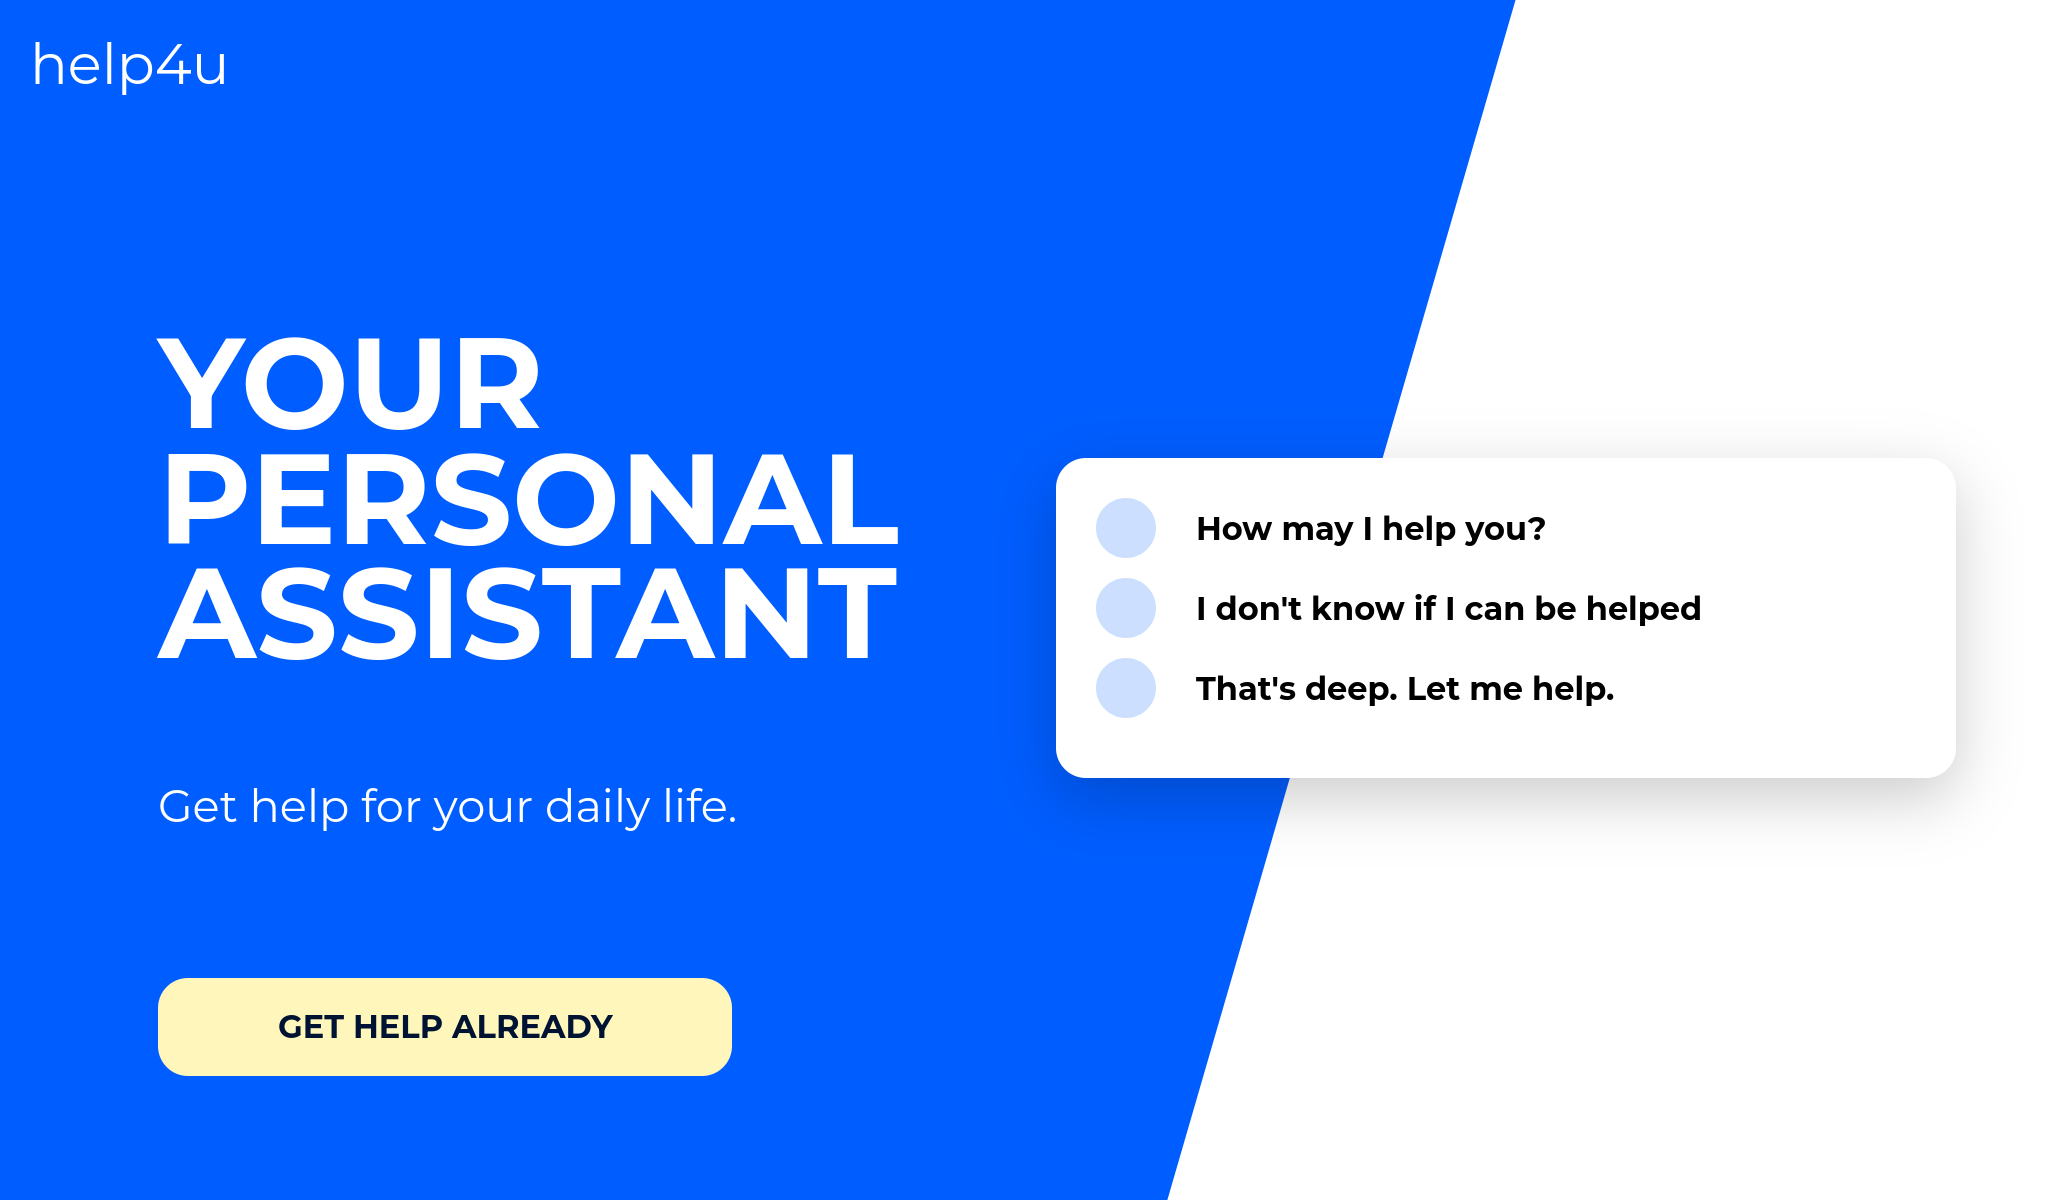 help4u
YOUR
PERSONAL
ASSISTANT
Get help for your daily life.
GET HELP ALREADY
How may I help you?
I don't know if I can be helped
That's deep. Let me help.